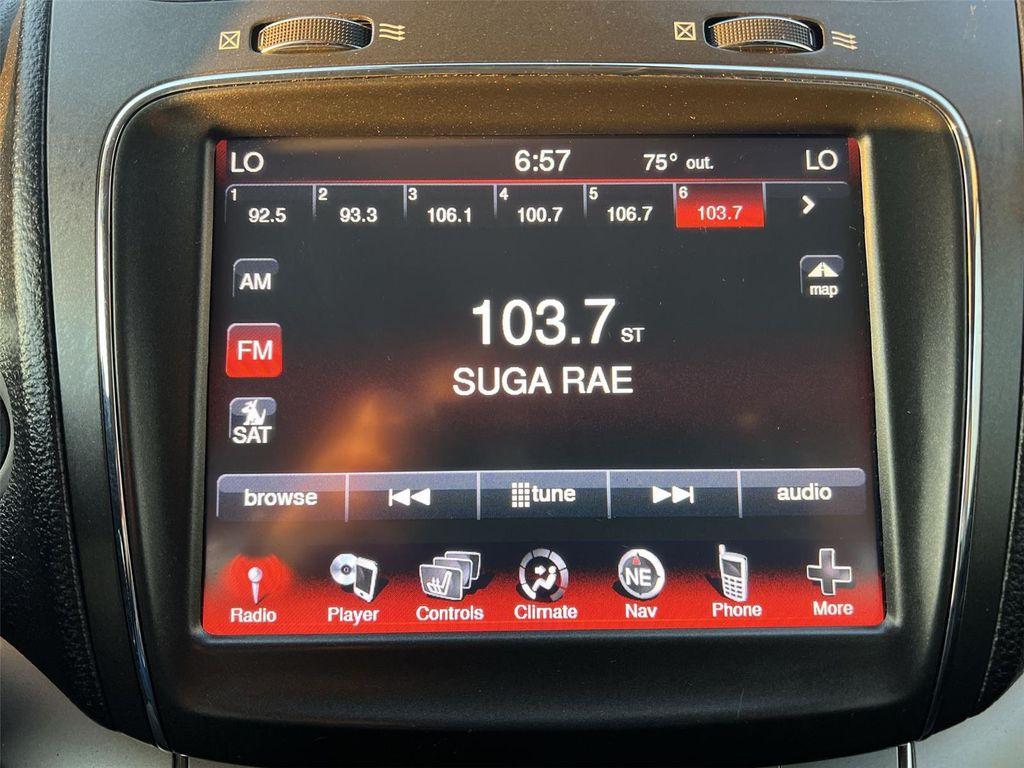 LO 6:57 75° out. LO
1 92.5 2 93.3 3 106.1 4 100.7 5 106.7 6 103.7
AM
map
103.7 ST
FM
SUGA RAE
SAT
browse tune audio
NE
Radio Player Controls Climate Nav Phone More